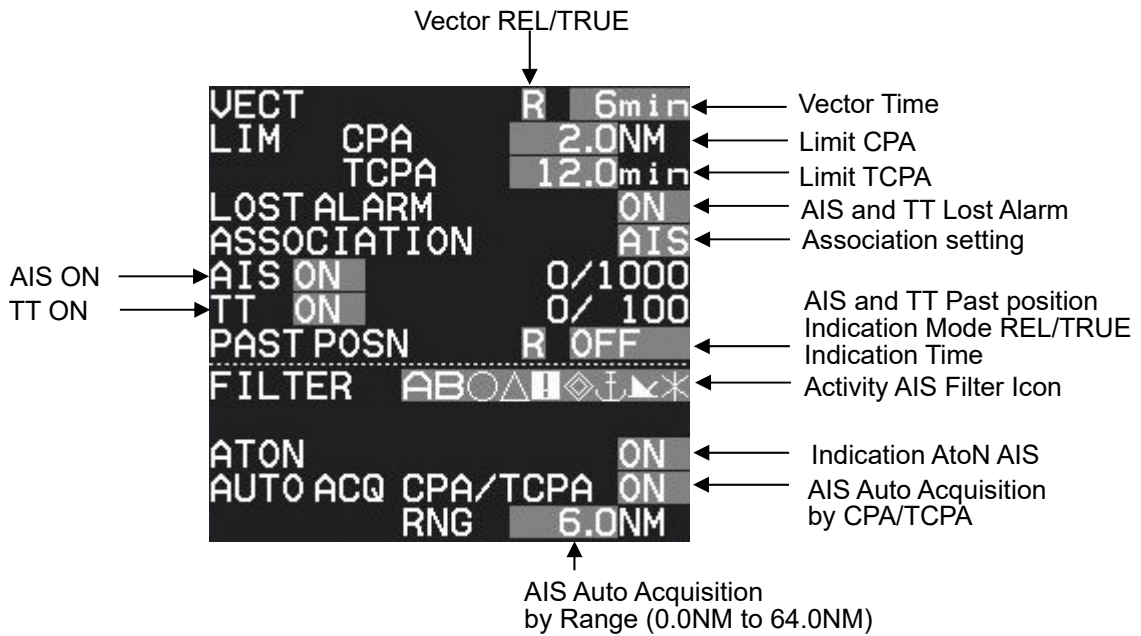 Vector REL/TRUE
VECT R 6min
Vector Time
LIM CPA 2.0NM
Limit CPA
TCPA 12.0min
Limit TCPA
LOST ALARM ON
AIS and TT Lost Alarm
ASSOCIATION AIS
Association setting
AIS ON
AIS ON 0/1000
TT ON
TT ON 0/ 100
PAST POSN R OFF
AIS and TT Past position
Indication Mode REL/TRUE
Indication Time
FILTER AB
Activity AIS Filter Icon
ATON ON
Indication AtoN AIS
AUTO ACQ CPA/TCPA ON
AIS Auto Acquisition
by CPA/TCPA
RNG 6.0NM
AIS Auto Acquisition
by Range (0.0NM to 64.0NM)